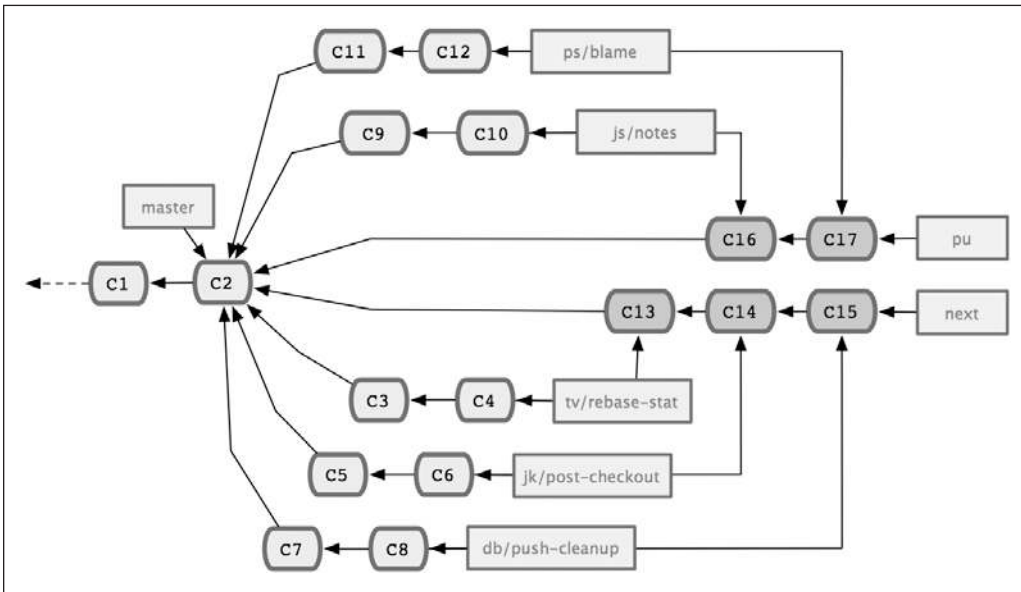 C11 C12 ps/blame
C9 C10 js/notes
master
C16 C17 pu
C1 C2
C13 C14 C15 next
C3 C4 tv/rebase-stat
C5 C6 jk/post-checkout
C7 C8 db/push-cleanup